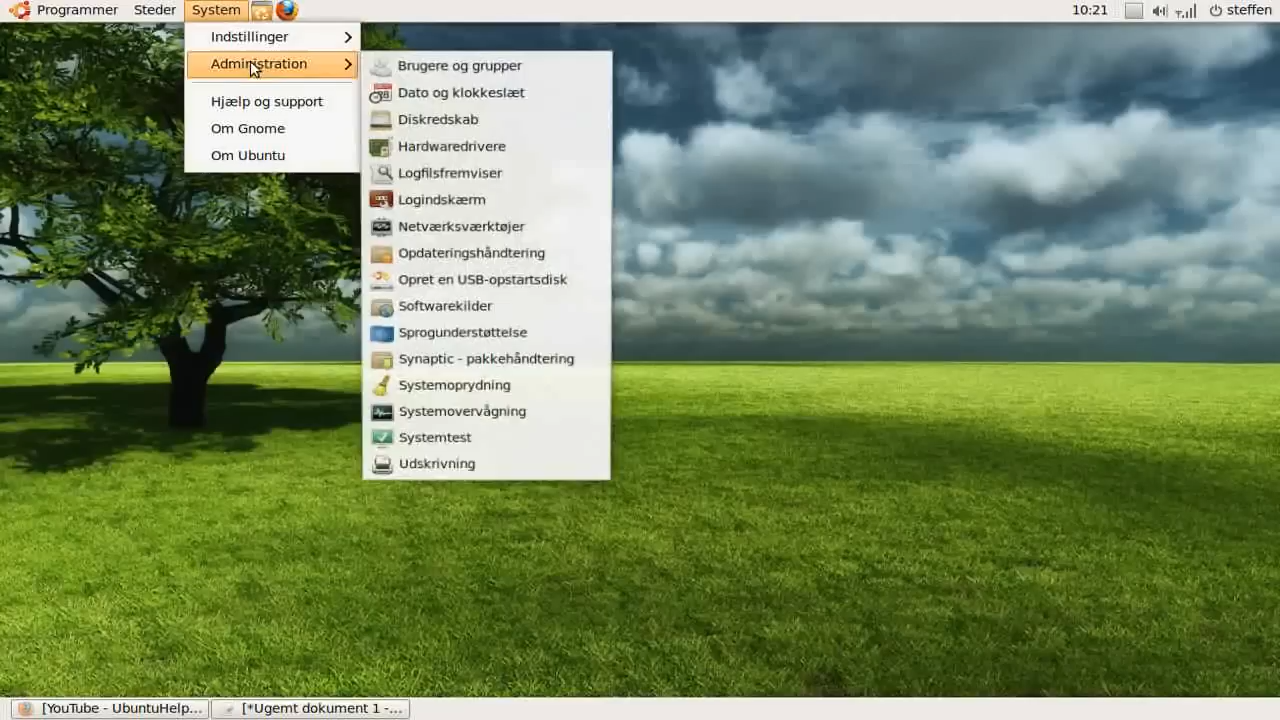 Programmer Steder System 10:21 steffen
Indstillinger
Administration
Hjælp og support
Om Gnome
Om Ubuntu
Brugere og grupper
Dato og klokkeslæt
Diskredskab
Hardwaredrivere
Logfilsfremviser
Logindskærm
Netværksværktøjer
Opdateringshåndtering
Opret en USB-opstartsdisk
Softwarekilder
Sprogunderstøttelse
Synaptic - pakkehåndtering
Systemoprydning
Systemovervågning
Systemtest
Udskrivning
[YouTube - UbuntuHelp... [*Ugemt dokument 1 -...